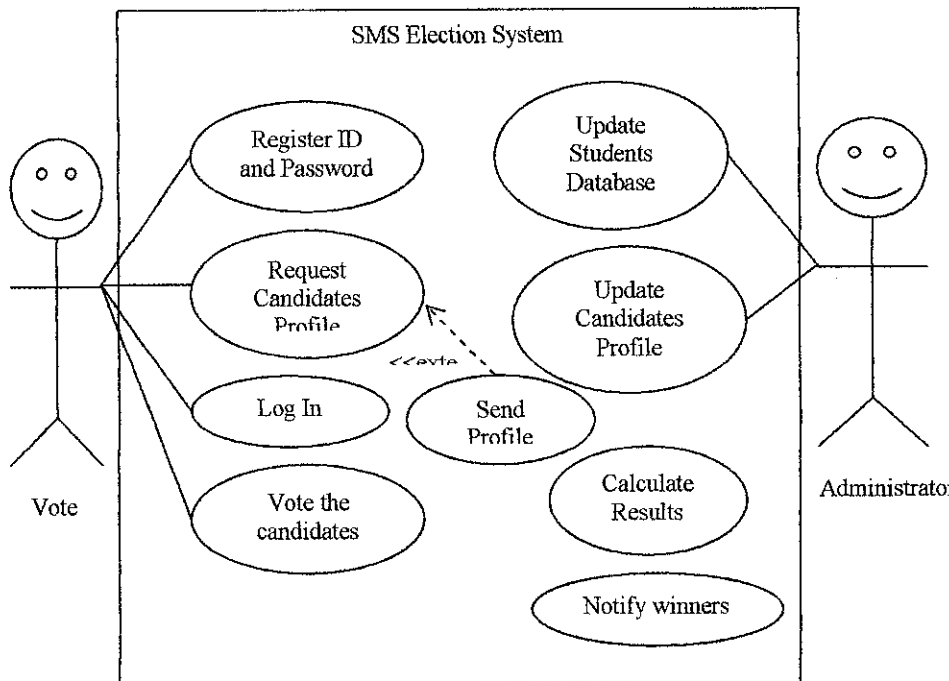 SMS Election System
Register ID
and Password
Update
Students
Database
Request
Candidates
Profile
Update
Candidates
Profile
<<exte
Log In
Send
Profile
Vote the
candidates
Calculate
Results
Notify winners
Vote
Administrator